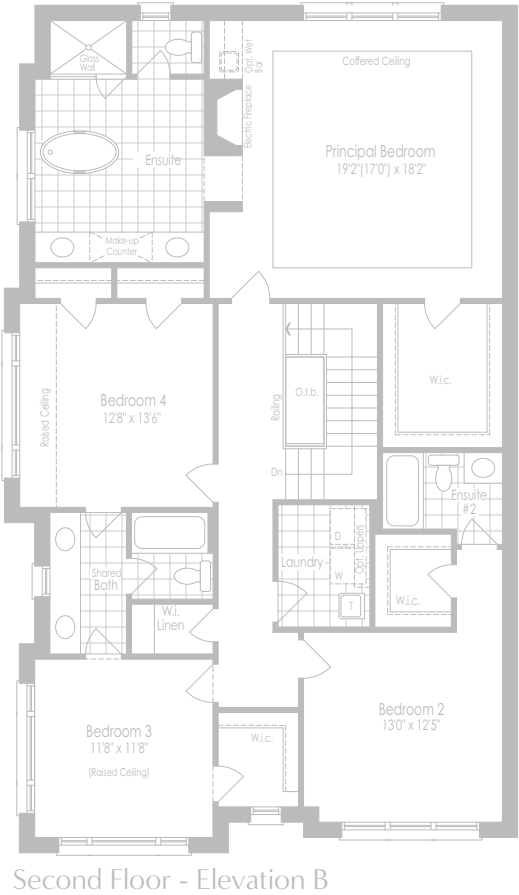 Glass
Wall
Opt. Wet
Bar
Coffered Ceiling
Electric Fireplace
Ensuite
Principal Bedroom
19'2"(17'0") x 18'2"
Make-up
Counter
W.i.c.
Raised Ceiling
Bedroom 4
12'8" x 13'6"
Railing
O.t.b.
Dn
Ensuite
#2
Shared
Bath
Laundry
D
W
Opt. Uppers
T
W.i.c.
W.i.
Linen
Bedroom 3
11'8" x 11'8"
(Raised Ceiling)
W.i.c.
Bedroom 2
13'0" x 12'5"
Second Floor - Elevation B